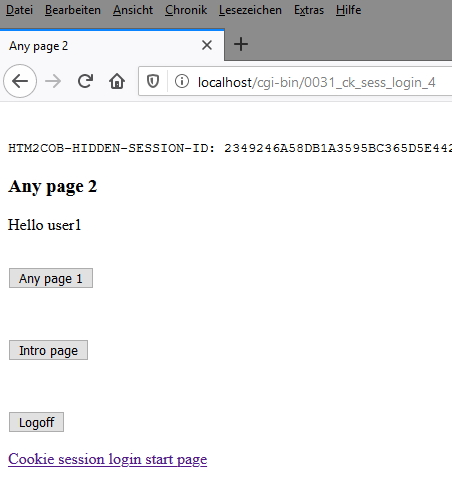 Datei Bearbeiten Ansicht Chronik Lesezeichen Extras Hilfe
Any page 2
localhost/cgi-bin/0031_ck_sess_login_4
HTM2COB-HIDDEN-SESSION-ID: 2349246A58DB1A3595BC365D5E442
Any page 2
Hello user1
Any page 1
Intro page
Logoff
Cookie session login start page